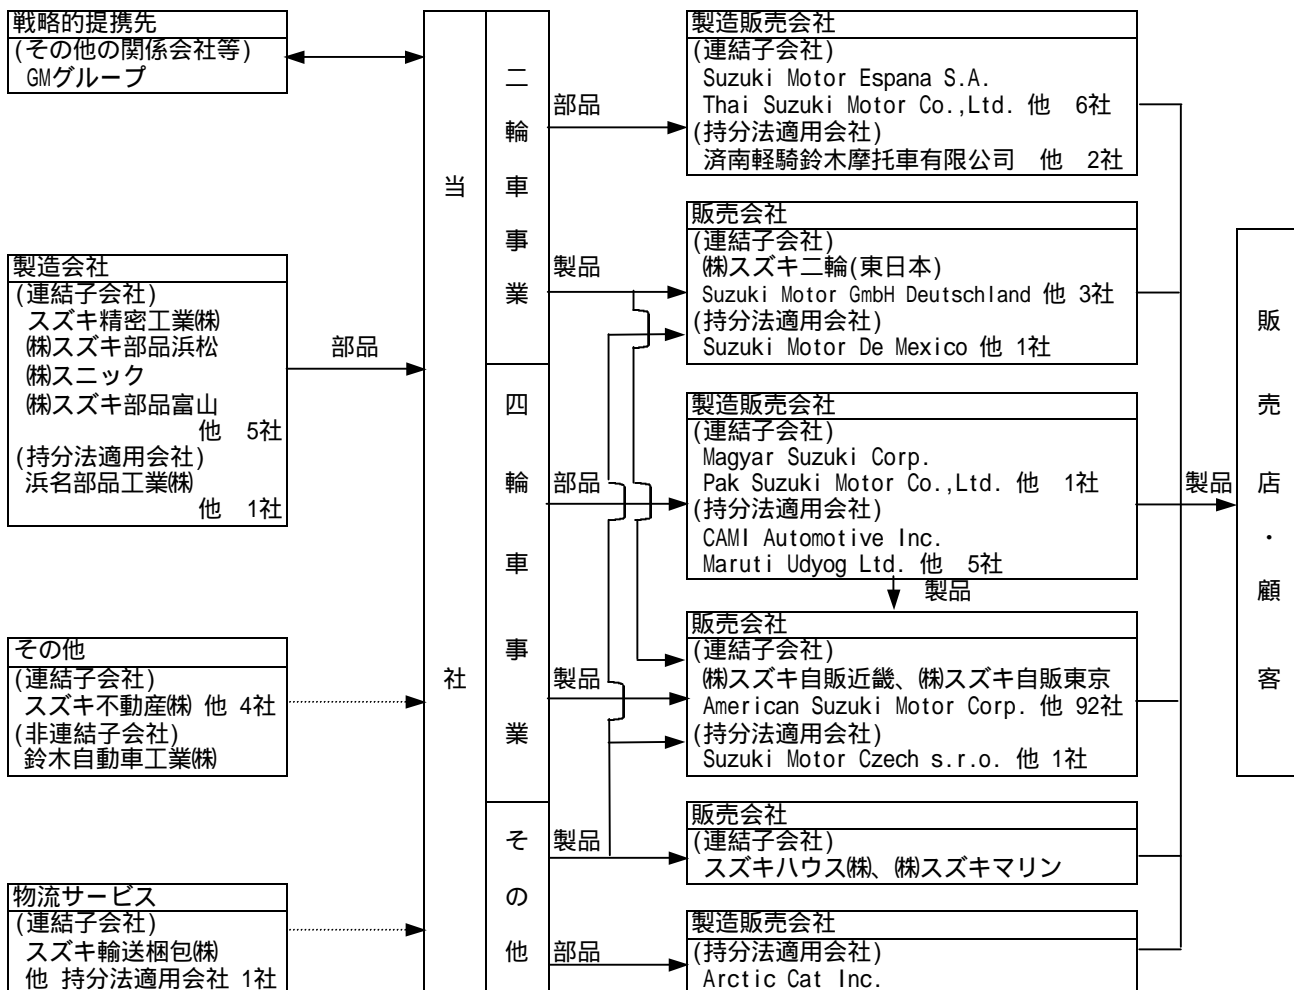 戦略的提携先
(その他の関係会社等)
GMグループ
製造会社
(連結子会社)
スズキ精密工業㈱
㈱スズキ部品浜松
㈱スニック
㈱スズキ部品富山
他 5社
(持分法適用会社)
浜名部品工業㈱
他 1社
部品
その他
(連結子会社)
スズキ不動産㈱ 他 4社
(非連結子会社)
鈴木自動車工業㈱
物流サービス
(連結子会社)
スズキ輸送梱包㈱
他 持分法適用会社 1社
当社
二輪車事業
四輪車事業
その他
部品
製品
部品
製品
製品
部品
製造販売会社
(連結子会社)
Suzuki Motor Espana S.A.
Thai Suzuki Motor Co.,Ltd. 他 6社
(持分法適用会社)
済南軽騎鈴木摩托車有限公司 他 2社
販売会社
(連結子会社)
㈱スズキ二輪(東日本)
Suzuki Motor GmbH Deutschland 他 3社
(持分法適用会社)
Suzuki Motor De Mexico 他 1社
製造販売会社
(連結子会社)
Magyar Suzuki Corp.
Pak Suzuki Motor Co.,Ltd. 他 1社
(持分法適用会社)
CAMI Automotive Inc.
Maruti Udyog Ltd. 他 5社
製品
販売会社
(連結子会社)
㈱スズキ自販近畿、㈱スズキ自販東京
American Suzuki Motor Corp. 他 92社
(持分法適用会社)
Suzuki Motor Czech s.r.o. 他 1社
販売会社
(連結子会社)
スズキハウス㈱、㈱スズキマリン
製造販売会社
(持分法適用会社)
Arctic Cat Inc.
製品
販売店・顧客